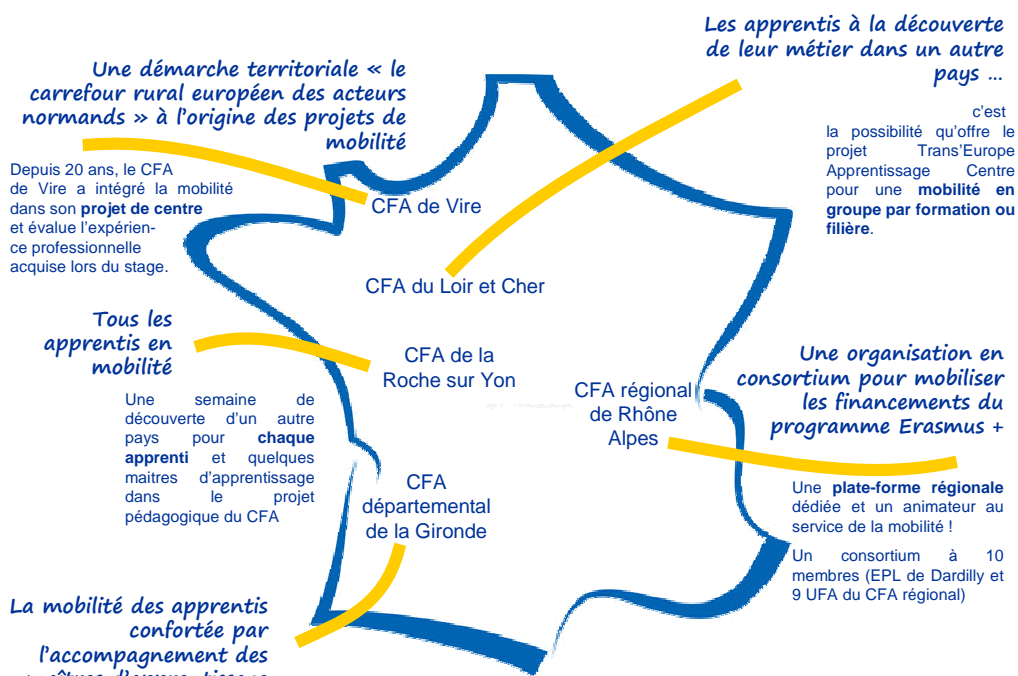 Les apprentis à la découverte
de leur métier dans un autre
pays ...
c'est
la possibilité qu'offre le
projet Trans'Europe
Apprentissage Centre
pour une mobilité en
groupe par formation ou
filière.
Une démarche territoriale « le
carrefour rural européen des acteurs
normands » à l'origine des projets de
mobilité
Depuis 20 ans, le CFA
de Vire a intégré la mobilité
dans son projet de centre
et évalue l'expérien-
ce professionnelle
acquise lors du stage.
CFA de Vire
CFA du Loir et Cher
Tous les
apprentis en
mobilité
Une semaine de
découverte d'un autre
pays pour chaque
apprenti et quelques
maitres d'apprentissage
dans le projet
pédagogique du CFA
CFA de la
Roche sur Yon
CFA régional
de Rhône
Alpes
Une organisation en
consortium pour mobiliser
les financements du
programme Erasmus +
Une plate-forme régionale
dédiée et un animateur au
service de la mobilité !
Un consortium à 10
membres (EPL de Dardilly et
9 UFA du CFA régional)
CFA
départemental
de la Gironde
La mobilité des apprentis
confortée par
l'accompagnement des